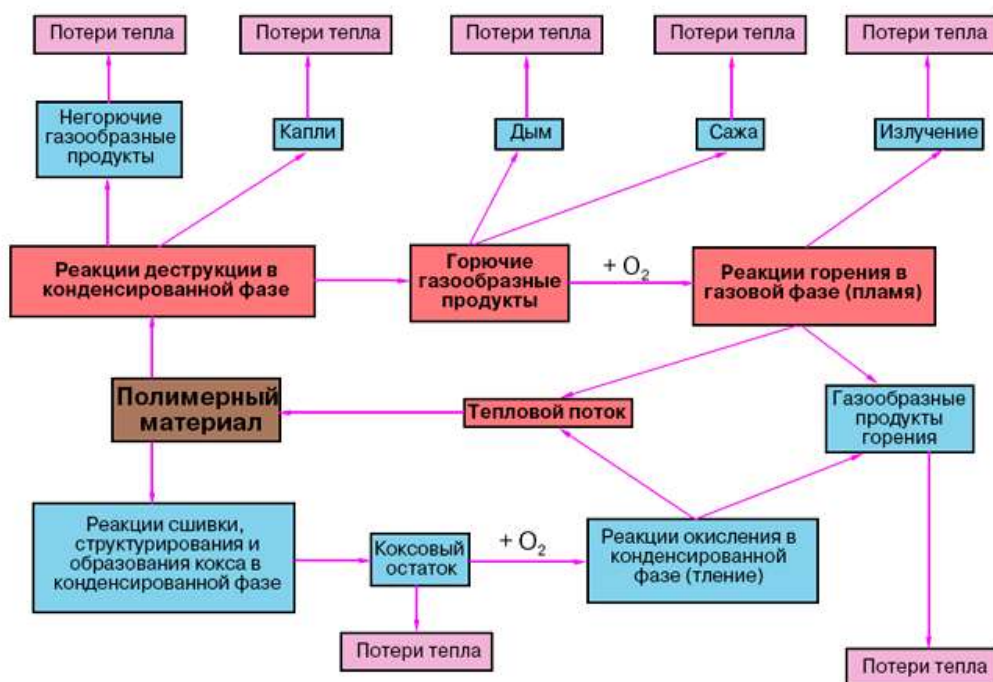 Потери тепла
Потери тепла
Потери тепла
Потери тепла
Потери тепла
Негорючие
газообразные
продукты
Капли
Дым
Сажа
Излучение
Реакции деструкции в
конденсированной фазе
Горючие
газообразные
продукты
+ O₂
Реакции горения в
газовой фазе (пламя)
Полимерный
материал
Тепловой поток
Газообразные
продукты
горения
Реакции сшивки,
структурирования и
образования кокса в
конденсированной фазе
Коксовый
остаток
+ O₂
Реакции окисления в
конденсированной
фазе (тление)
Потери тепла
Потери тепла